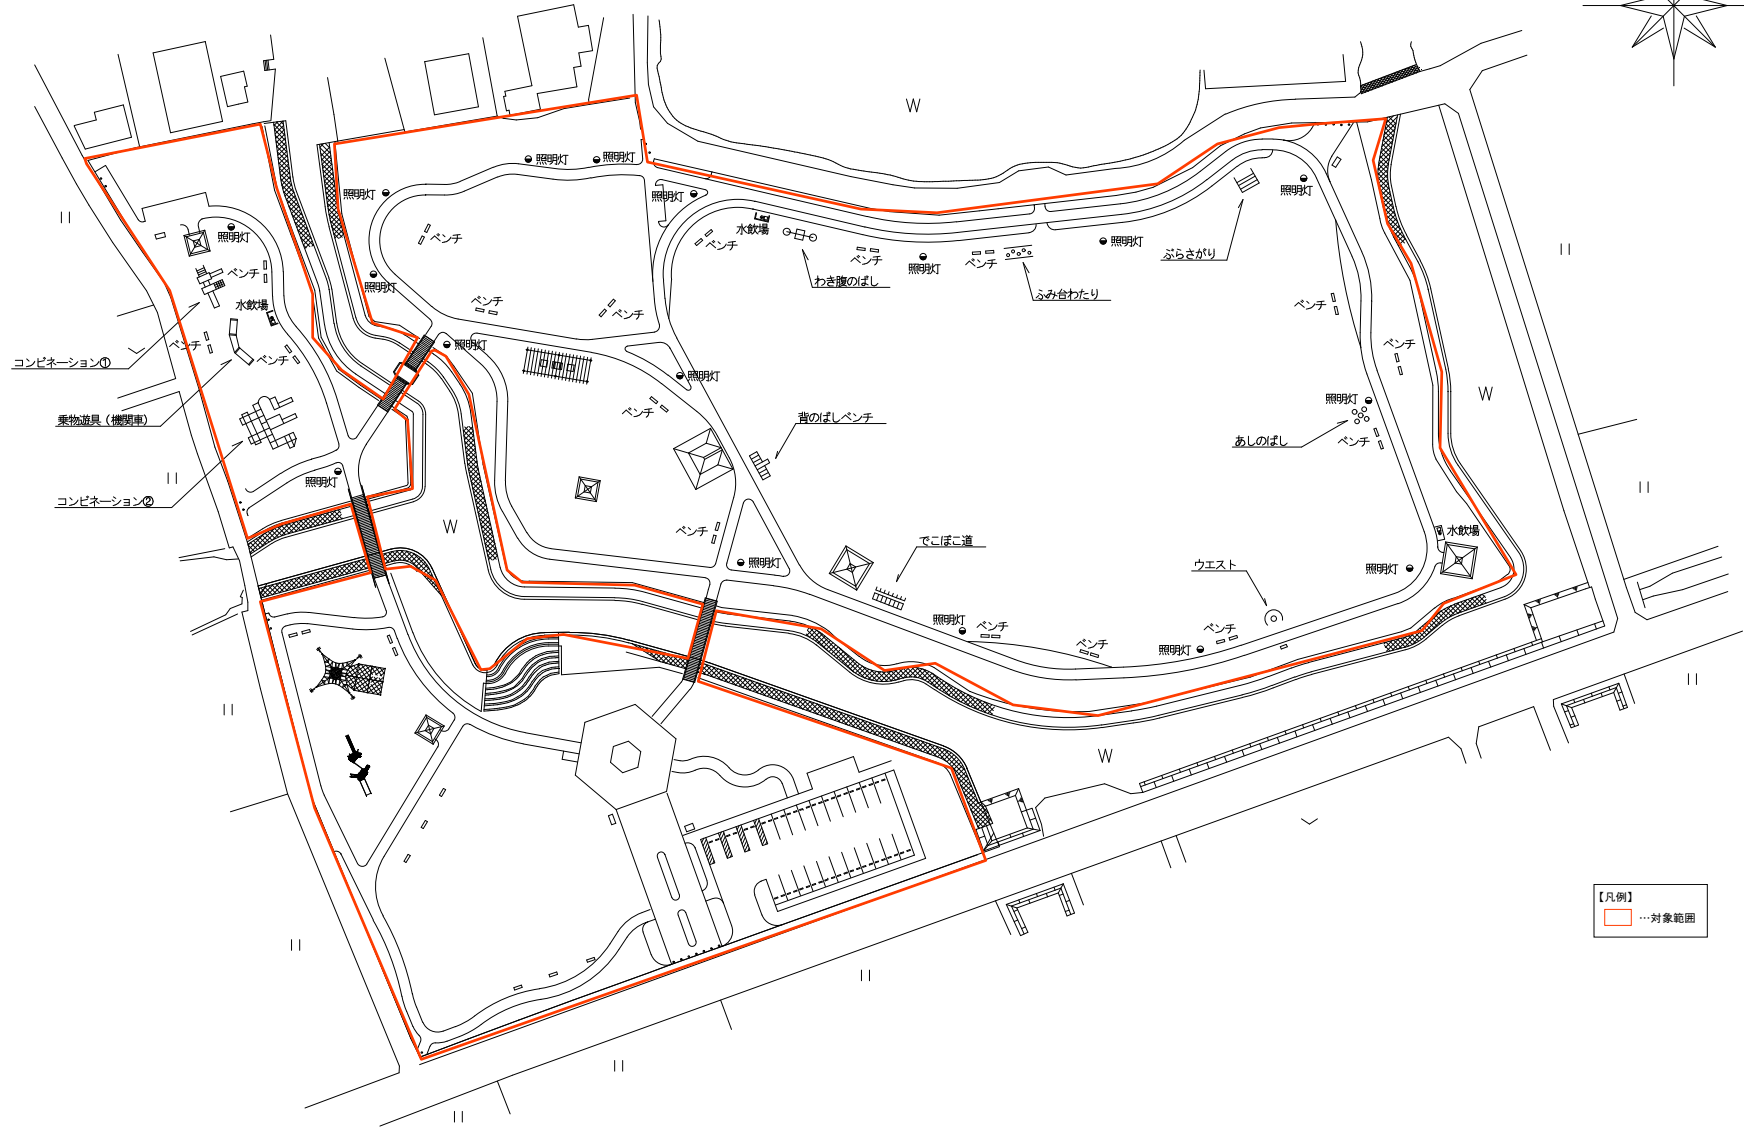 W
照明灯
照明灯
照明灯
照明灯
照明灯
照明灯
水飲場
ベンチ
ベンチ
照明灯
ベンチ
照明灯
ベンチ
照明灯
ぶらさがり
ベンチ
照明灯
わき腹のばし
ふみ台わたり
ベンチ
ベンチ
ベンチ
水飲場
ベンチ
照明灯
ベンチ
ベンチ
コンビネーション①
照明灯
W
ベンチ
照明灯
乗物遊具（機関車）
背のばしベンチ
あしのばし
ベンチ
照明灯
コンビネーション②
W
ベンチ
でこぼこ道
水飲場
照明灯
ウエスト
照明灯
照明灯
ベンチ
ベンチ
照明灯
ベンチ
W
【凡例】
…対象範囲